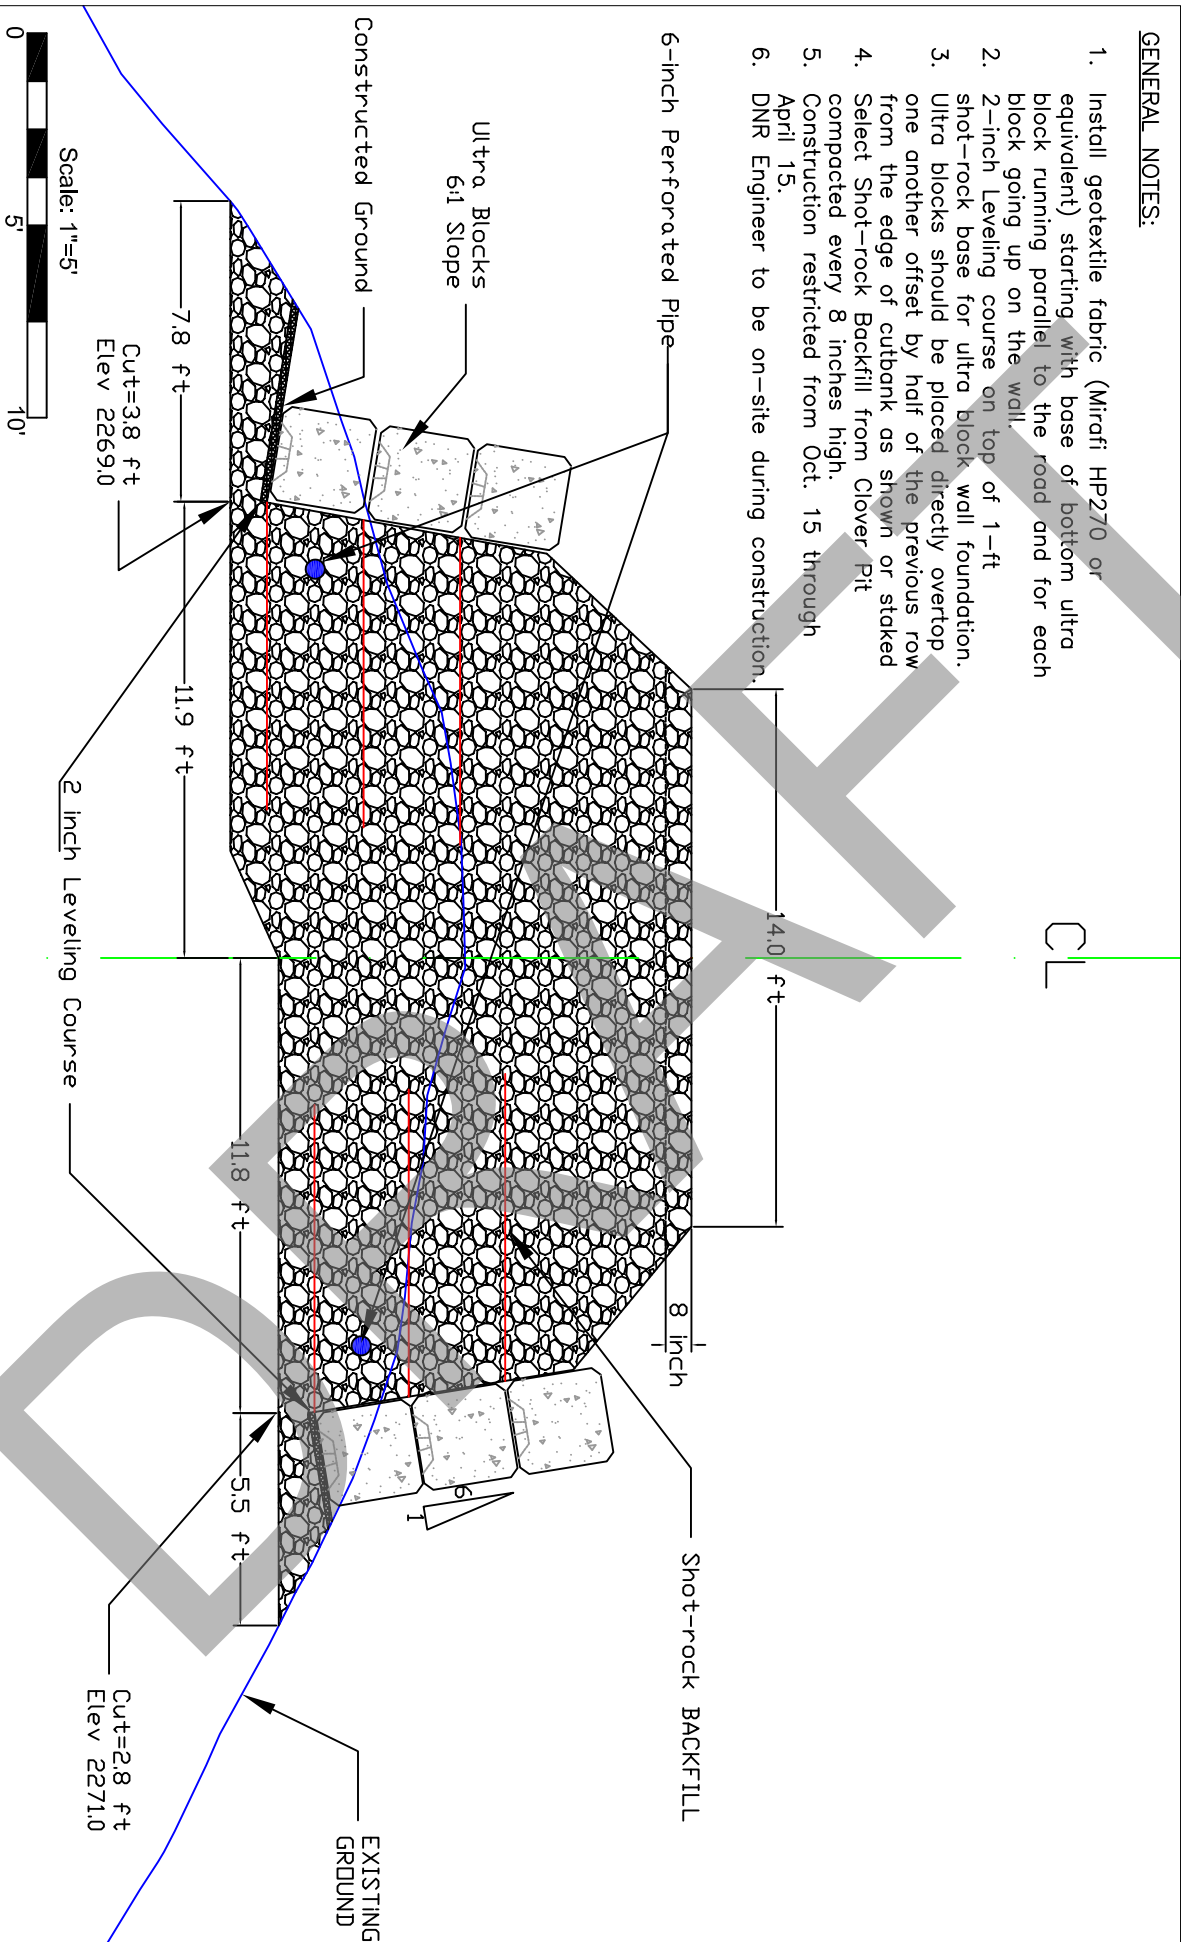 GENERAL NOTES:
1. Install geotextile fabric (Mirafi HP270 or
equivalent) starting with base of bottom ultra
block running parallel to the road and for each
block going up on the wall.
2. 2-inch Leveling course on top of 1-ft
shot-rock base for ultra block wall foundation.
3. Ultra blocks should be placed directly overtop
one another offset by half of the previous row
from the edge of cutbank as shown or staked
4. Select Shot-rock Backfill from Clover Pit
compacted every 8 inches high.
5. Construction restricted from Oct. 15 through
April 15.
6. DNR Engineer to be on-site during construction.
CL
6-inch Perforated Pipe
Ultra Blocks
6:1 Slope
Constructed Ground
14.0 ft
8 inch
Shot-rock BACKFILL
6
1
EXISTING
GROUND
7.8 ft
11.9 ft
11.8 ft
5.5 ft
Cut=3.8 ft
Elev 2269.0
2 inch Leveling Course
Cut=2.8 ft
Elev 2271.0
Scale: 1"=5'
0
5'
10'
DRAFT